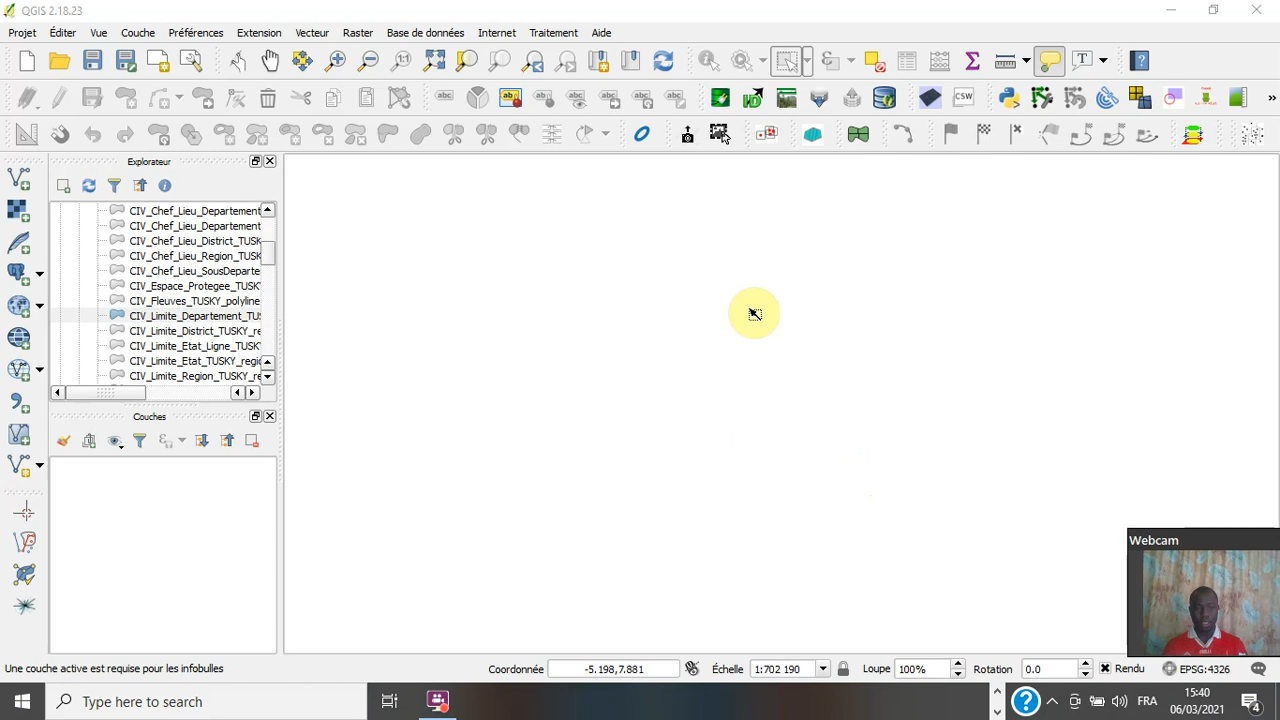 QGIS 2.18.23
Projet Éditer Vue Couche Préférences Extension Vecteur Raster Base de données Internet Traitement Aide
Explorateur
CIV_Chef_Lieu_Departement
CIV_Chef_Lieu_Departement
CIV_Chef_Lieu_District_TUSK
CIV_Chef_Lieu_Region_TUSK
CIV_Chef_Lieu_SousDeparte
CIV_Espace_Protegee_TUSK
CIV_Fleuves_TUSKY_polyline
CIV_Limite_Departement_TUS
CIV_Limite_District_TUSKY_re
CIV_Limite_Etat_Ligne_TUSK
CIV_Limite_Etat_TUSKY_regio
CIV_Limite_Region_TUSKY_re
Couches
Webcam
Une couche active est requise pour les infobulles Coordonnée -5.198,7.881 Échelle 1:702 190 Loupe 100% Rotation 0.0 Rendu EPSG:4326
Type here to search
FRA
15:40
06/03/2021
4